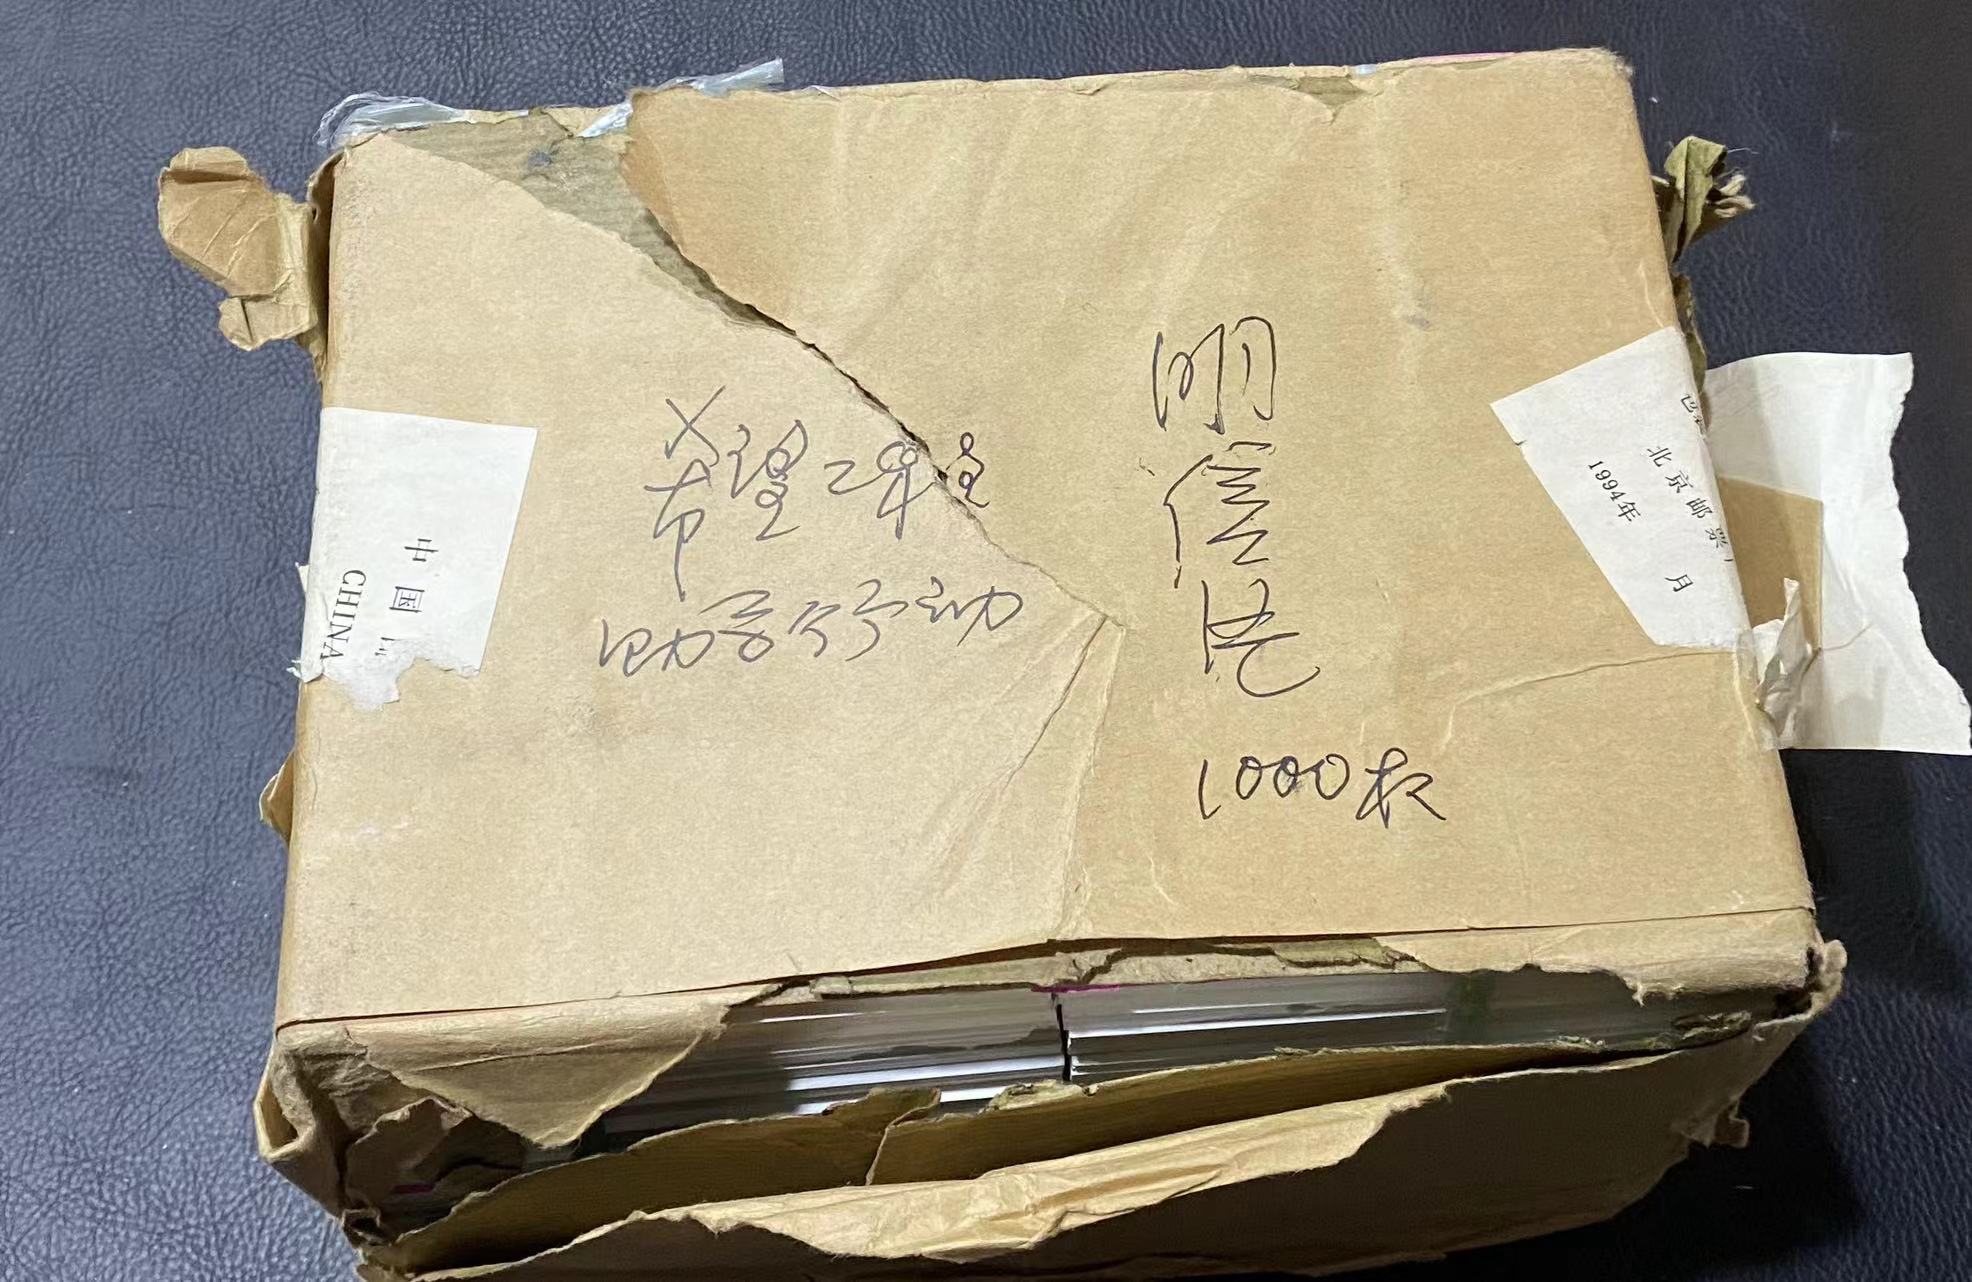 希望工程
助学行动
明信片
1000枚
中国
CHINA
北京邮票
1994年 月